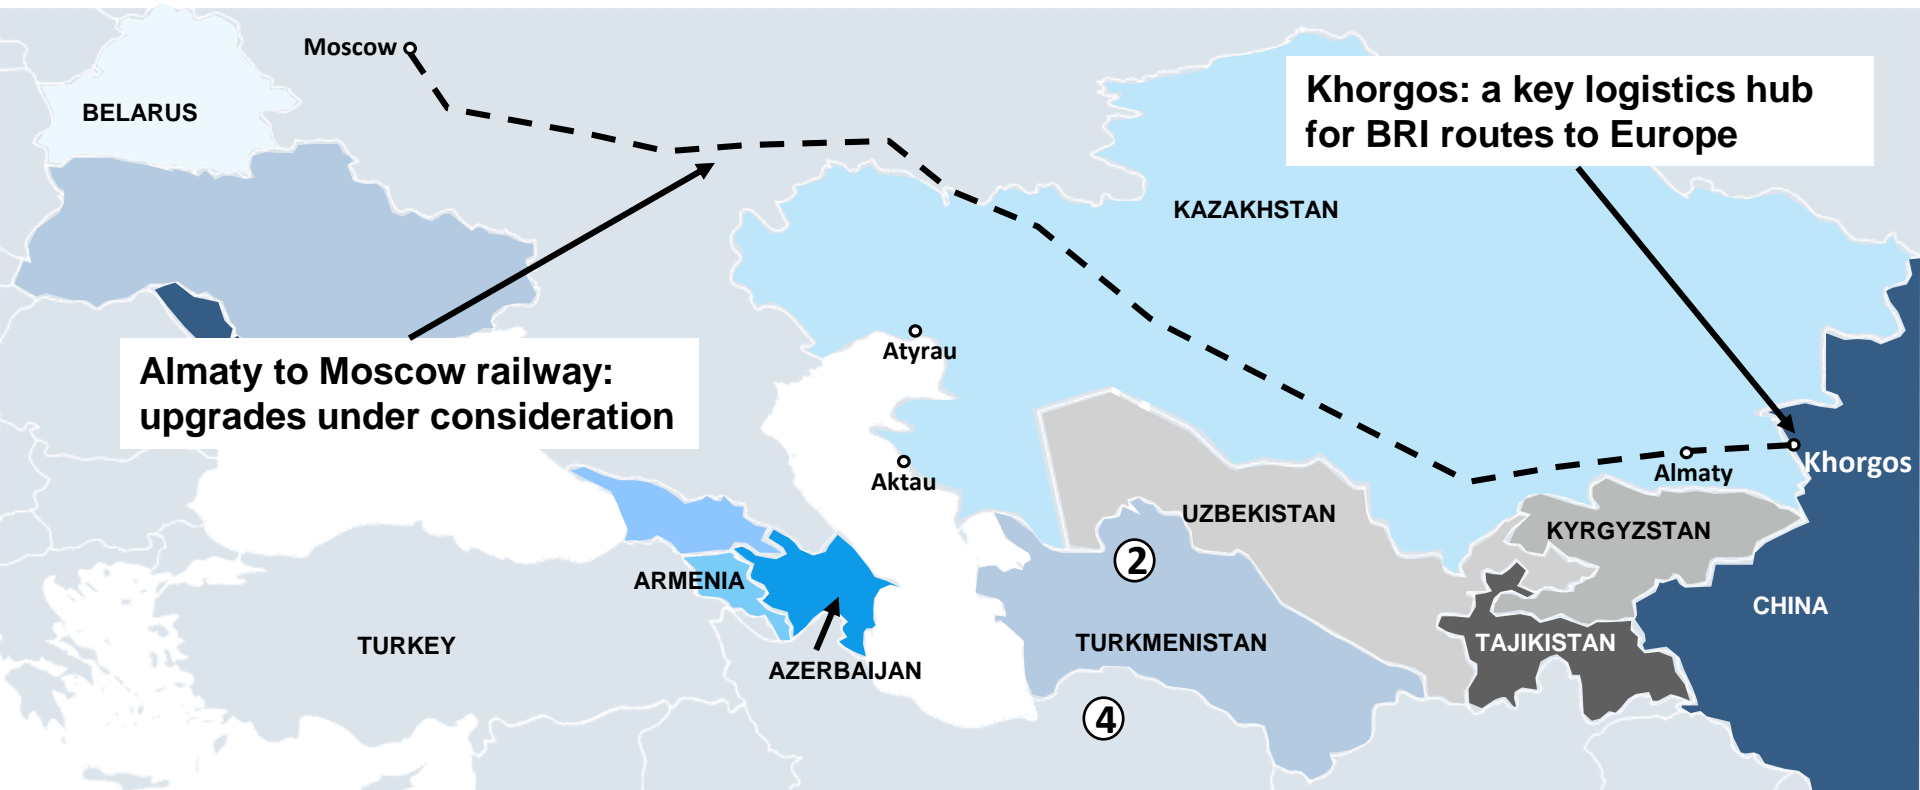 Moscow
BELARUS
Khorgos: a key logistics hub
for BRI routes to Europe
KAZAKHSTAN
Almaty to Moscow railway:
upgrades under consideration
Atyrau
Aktau
Almaty
Khorgos
UZBEKISTAN
KYRGYZSTAN
2
ARMENIA
CHINA
TURKEY
TURKMENISTAN
TAJIKISTAN
AZERBAIJAN
4